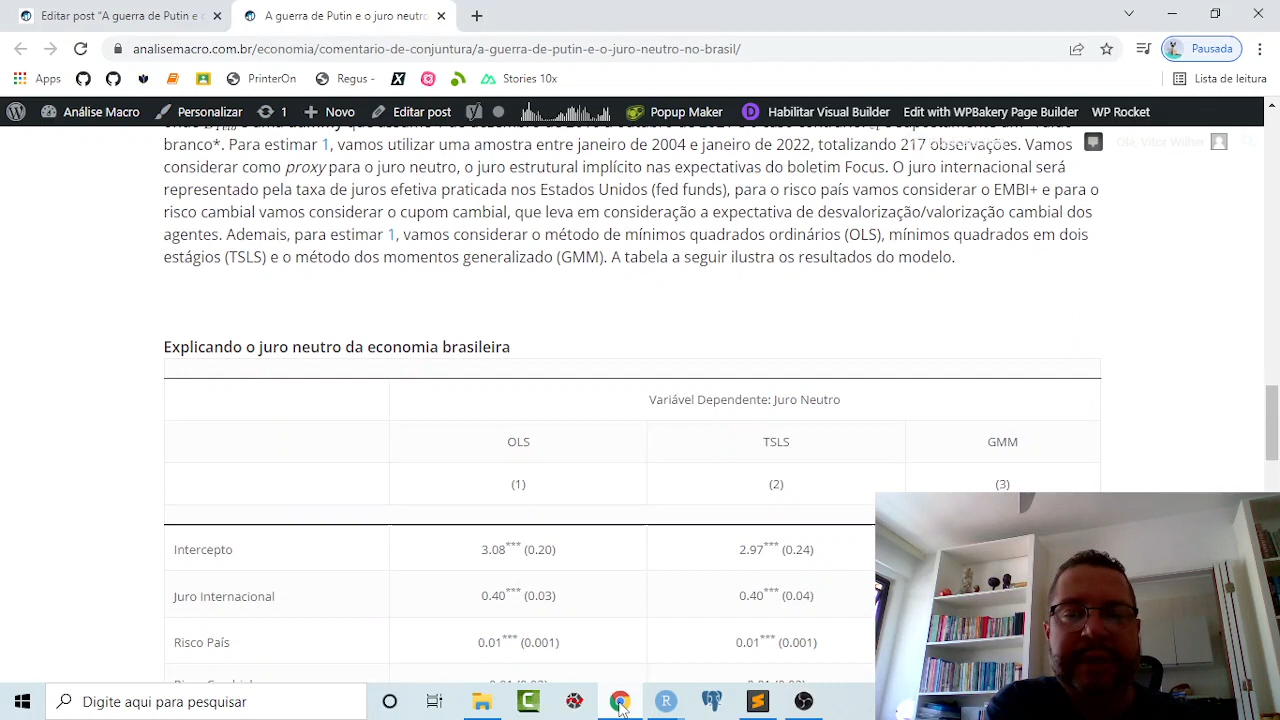 Editar post "A guerra de Putin e
A guerra de Putin e o juro neutro
analisemacro.com.br/economia/comentario-de-conjuntura/a-guerra-de-putin-e-o-juro-neutro-no-brasil/
Pausada
Apps
PrinterOn
Regus -
Stories 10x
Lista de leitura
Análise Macro
Personalizar
1
Novo
Editar post
Popup Maker
Habilitar Visual Builder
Edit with WPBakery Page Builder
WP Rocket
Olá, Vitor Wilher
branco*. Para estimar 1, vamos utilizar uma amostra entre janeiro de 2004 e janeiro de 2022, totalizando 217 observações. Vamos
considerar como proxy para o juro neutro, o juro estrutural implícito nas expectativas do boletim Focus. O juro internacional será
representado pela taxa de juros efetiva praticada nos Estados Unidos (fed funds), para o risco país vamos considerar o EMBI+ e para o
risco cambial vamos considerar o cupom cambial, que leva em consideração a expectativa de desvalorização/valorização cambial dos
agentes. Ademais, para estimar 1, vamos considerar o método de mínimos quadrados ordinários (OLS), mínimos quadrados em dois
estágios (TSLS) e o método dos momentos generalizado (GMM). A tabela a seguir ilustra os resultados do modelo.
Explicando o juro neutro da economia brasileira
Variável Dependente: Juro Neutro
OLS TSLS GMM
(1) (2) (3)
Intercepto 3.08*** (0.20) 2.97*** (0.24)
Juro Internacional 0.40*** (0.03) 0.40*** (0.04)
Risco País 0.01*** (0.001) 0.01*** (0.001)
Digite aqui para pesquisar